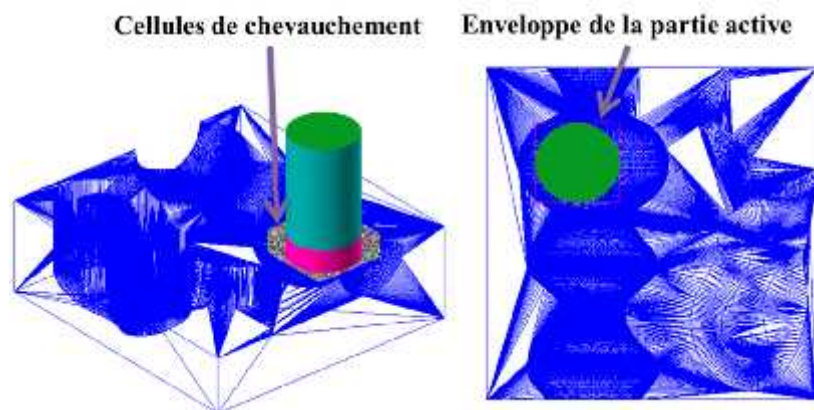 Cellules de chevauchement
Enveloppe de la partie active